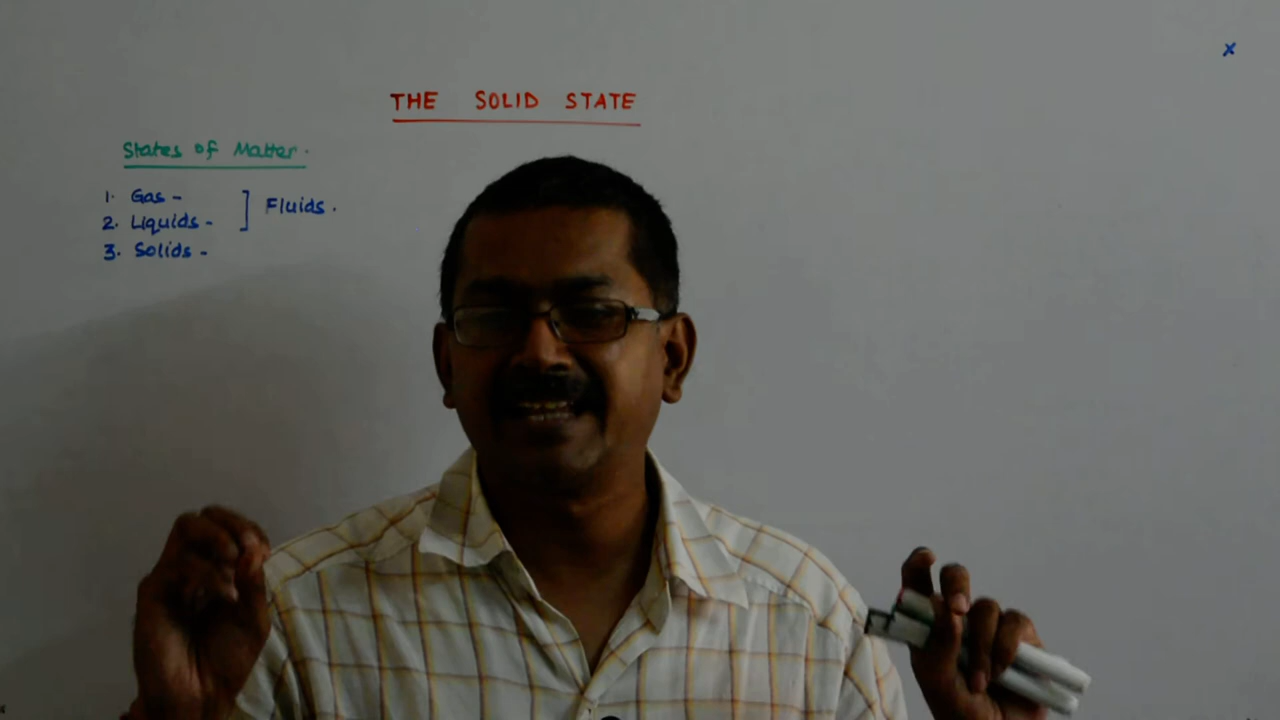 x
THE SOLID STATE
States of Matter.
1. Gas -
2. Liquids -
] Fluids.
3. Solids -